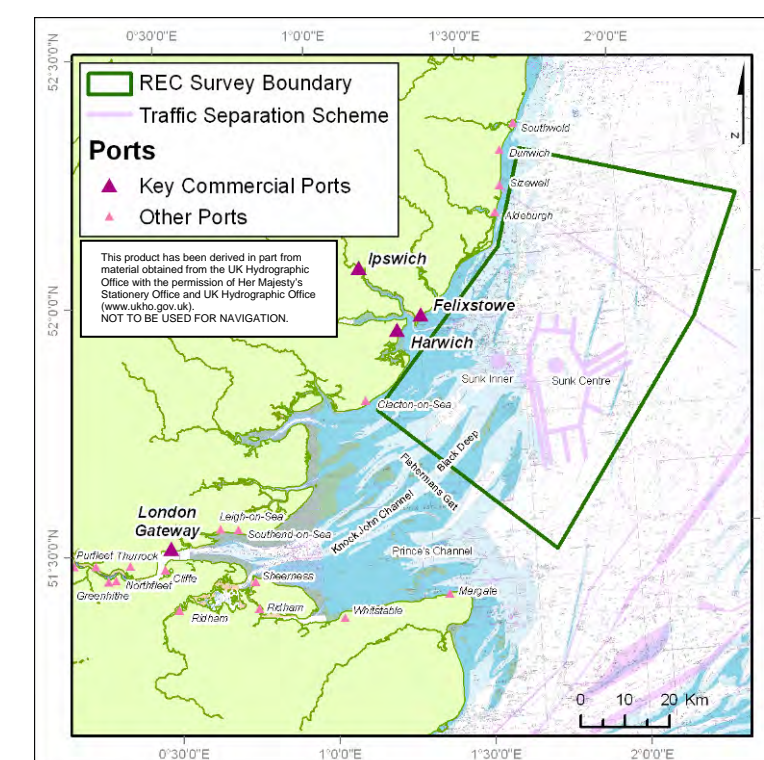 0°30'0"E 1°0'0"E 1°30'0"E 2°0'0"E
52°30'0"N
REC Survey Boundary
Traffic Separation Scheme
Ports
Key Commercial Ports
Other Ports
This product has been derived in part from
material obtained from the UK Hydrographic
Office with the permission of Her Majesty's
Stationery Office and UK Hydrographic Office
(www.ukho.gov.uk).
NOT TO BE USED FOR NAVIGATION.
N
Southwold
Dunwich
Sizewell
Aldeburgh
Ipswich
Felixstowe
Harwich
52°0'0"N
Sunk Inner
Sunk Centre
Clacton-on-Sea
Black Deep
Fishermans Gat
Knock John Channel
Prince's Channel
London
Gateway
Leigh-on-Sea
Southend-on-Sea
51°30'0"N
Purfleet Thurrock
Cliffe
Northfleet
Greenhithe
Sheerness
Ridham
Ridham
Whitstable
Margate
0 10 20 Km
0°30'0"E 1°0'0"E 1°30'0"E 2°0'0"E